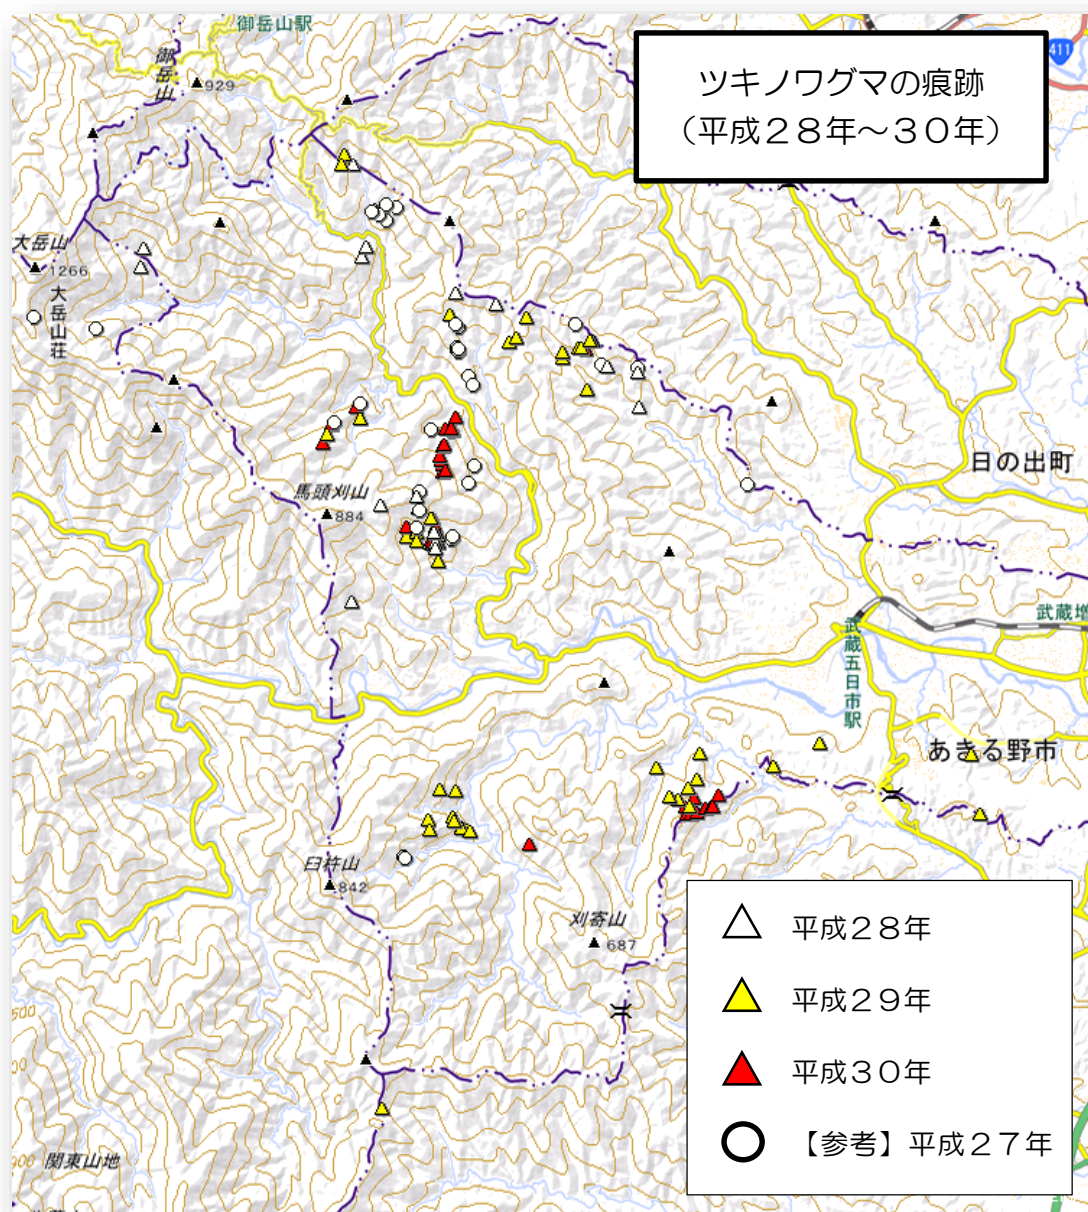 御岳山駅
411
御岳山
929
ツキノワグマの痕跡
（平成２８年～３０年）
大岳山
1266
大岳山荘
日の出町
馬頭刈山
884
武蔵増
武蔵五日市駅
あきる野市
臼杵山
842
刈寄山
687
平成２８年
平成２９年
平成３０年
【参考】平成２７年
500
関東山地